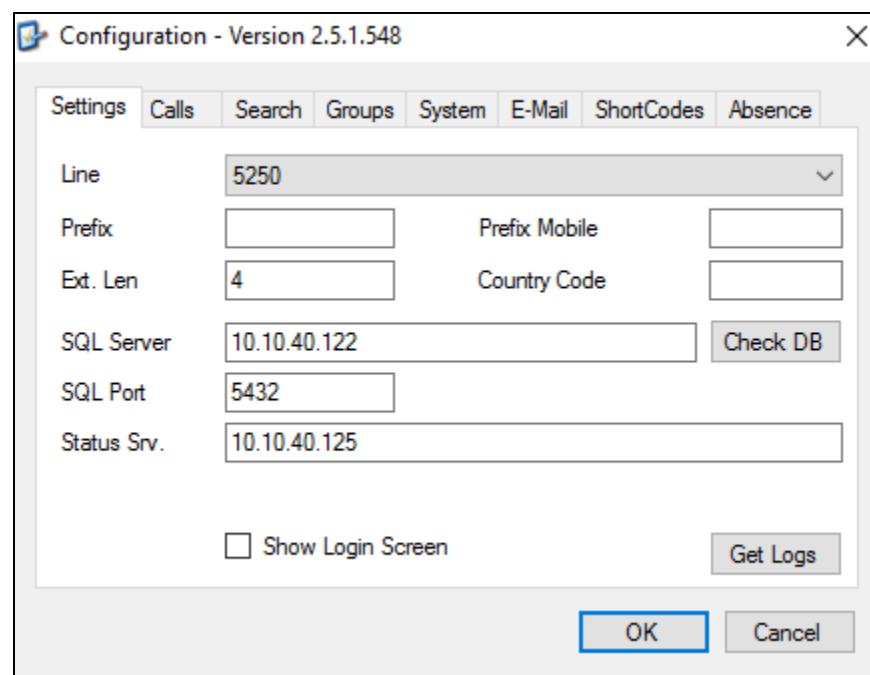 Configuration - Version 2.5.1.548
Settings Calls Search Groups System E-Mail ShortCodes Absence
Line 5250
Prefix Prefix Mobile
Ext. Len 4 Country Code
SQL Server 10.10.40.122 Check DB
SQL Port 5432
Status Srv. 10.10.40.125
Show Login Screen Get Logs
OK Cancel